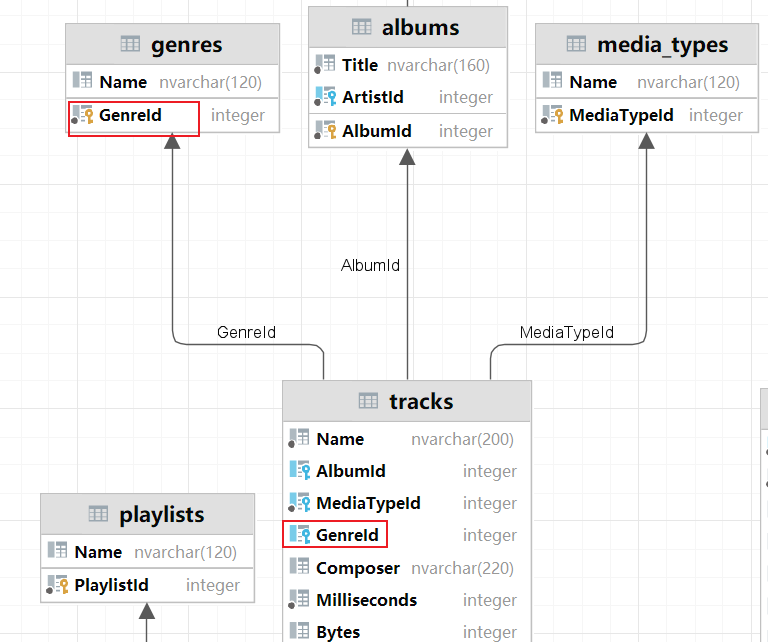 genres
Name nvarchar(120)
GenreId integer
albums
Title nvarchar(160)
ArtistId integer
AlbumId integer
media_types
Name nvarchar(120)
MediaTypeId integer
AlbumId
GenreId
MediaTypeId
tracks
Name nvarchar(200)
AlbumId integer
MediaTypeId integer
GenreId integer
Composer nvarchar(220)
Milliseconds integer
Bytes integer
playlists
Name nvarchar(120)
PlaylistId integer